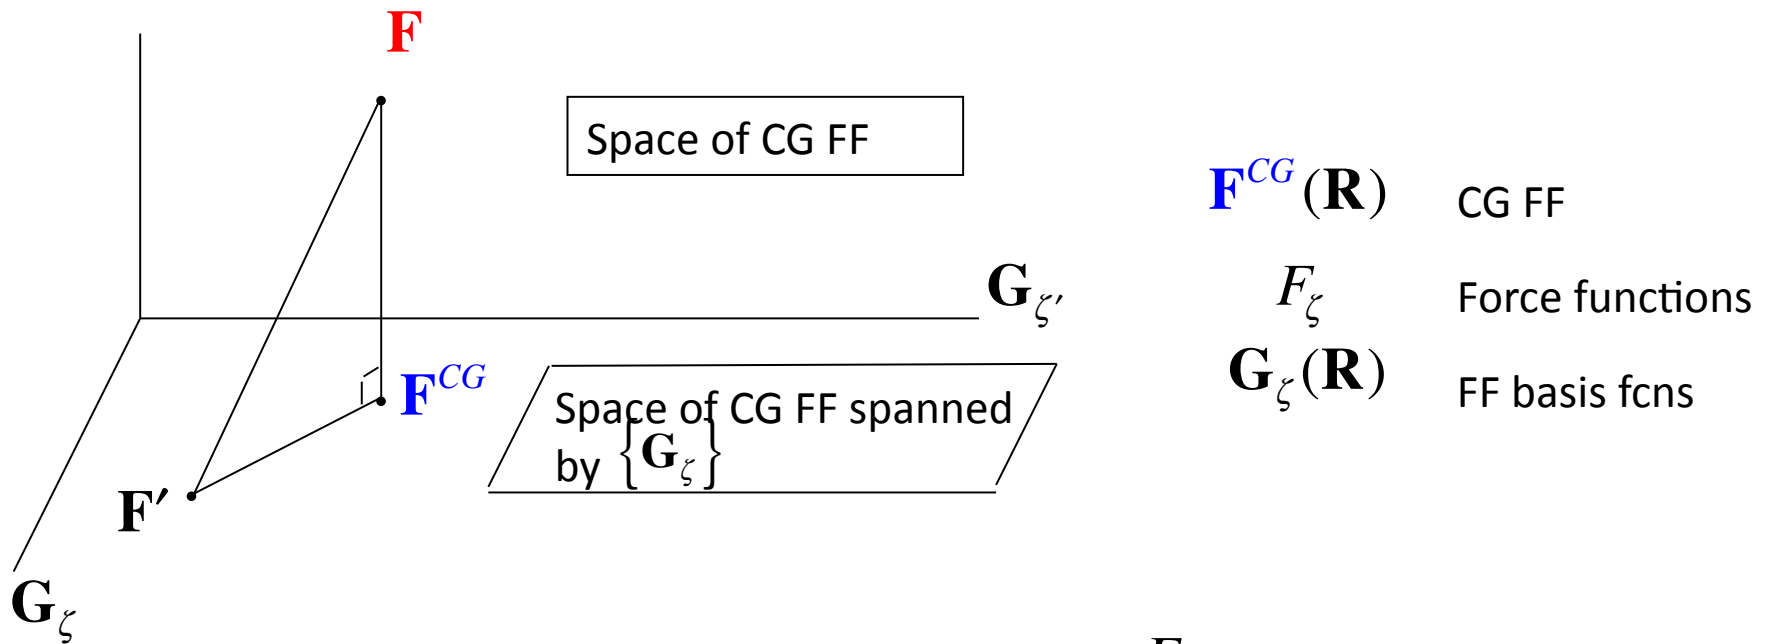 F
Space of CG FF
F^{CG}(R) CG FF
G_{ζ'}
F_ζ Force functions
F^{CG}
Space of CG FF spanned
by {G_ζ}
G_ζ(R) FF basis fcns
F′
G_ζ